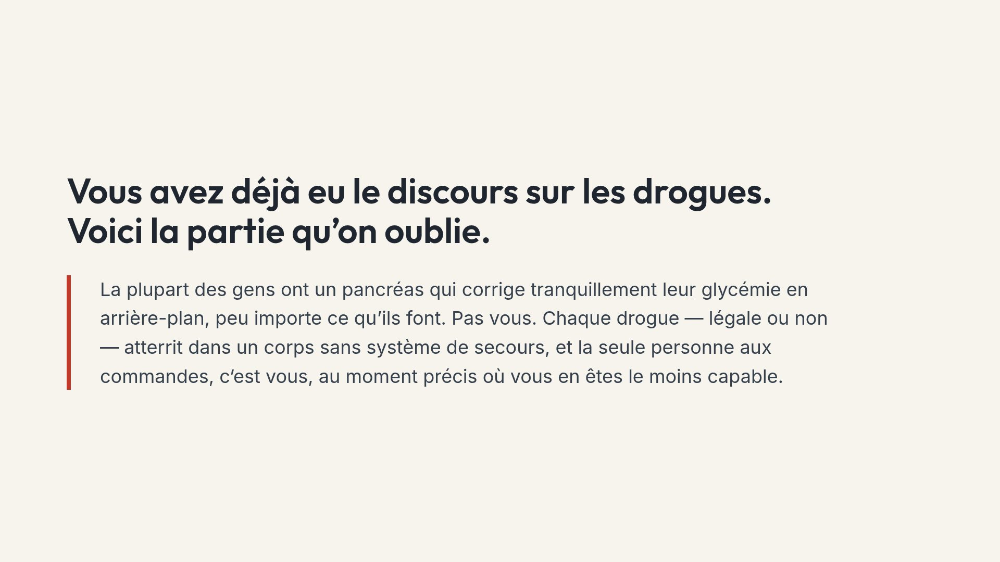 Vous avez déjà eu le discours sur les drogues.
Voici la partie qu’on oublie.
La plupart des gens ont un pancréas qui corrige tranquillement leur glycémie en
arrière-plan, peu importe ce qu’ils font. Pas vous. Chaque drogue — légale ou non
— atterrit dans un corps sans système de secours, et la seule personne aux
commandes, c’est vous, au moment précis où vous en êtes le moins capable.